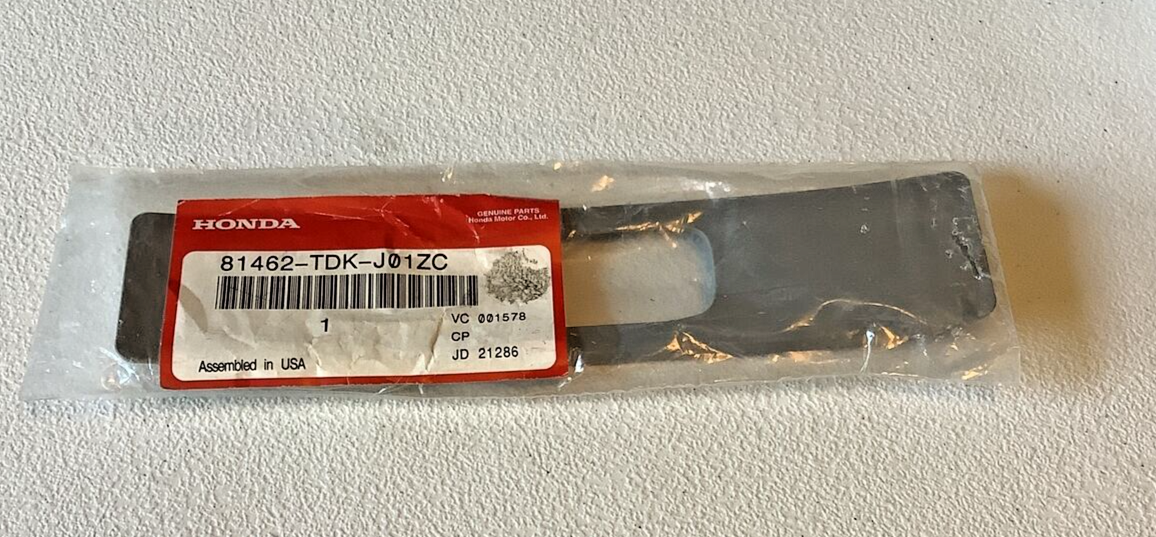 HONDA
GENUINE PARTS
Honda Motor Co., Ltd.
81462-TDK-J01ZC
1
VC 001578
CP
JD 21286
Assembled in USA